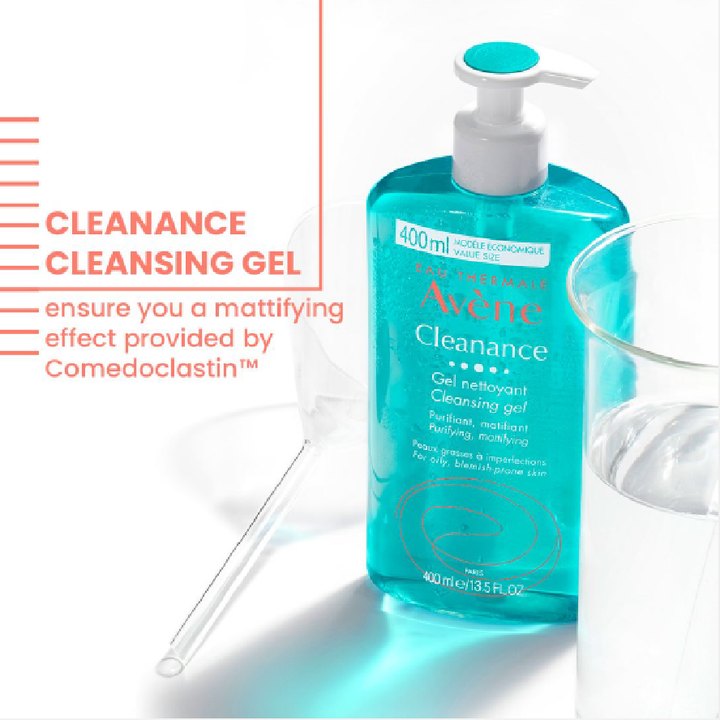 CLEANANCE
CLEANSING GEL
ensure you a mattifying
effect provided by
Comedoclastin™
400ml MODÈLE ÉCONOMIQUE
VALUE SIZE
EAU THERMALE
Avène
Cleanance
Gel nettoyant
Cleansing gel
Purifiant, matifiant
Purifying, mattifying
Peaux grasses à imperfections
For oily, blemish-prone skin
PARIS
400 ml e/13.5 FL.OZ